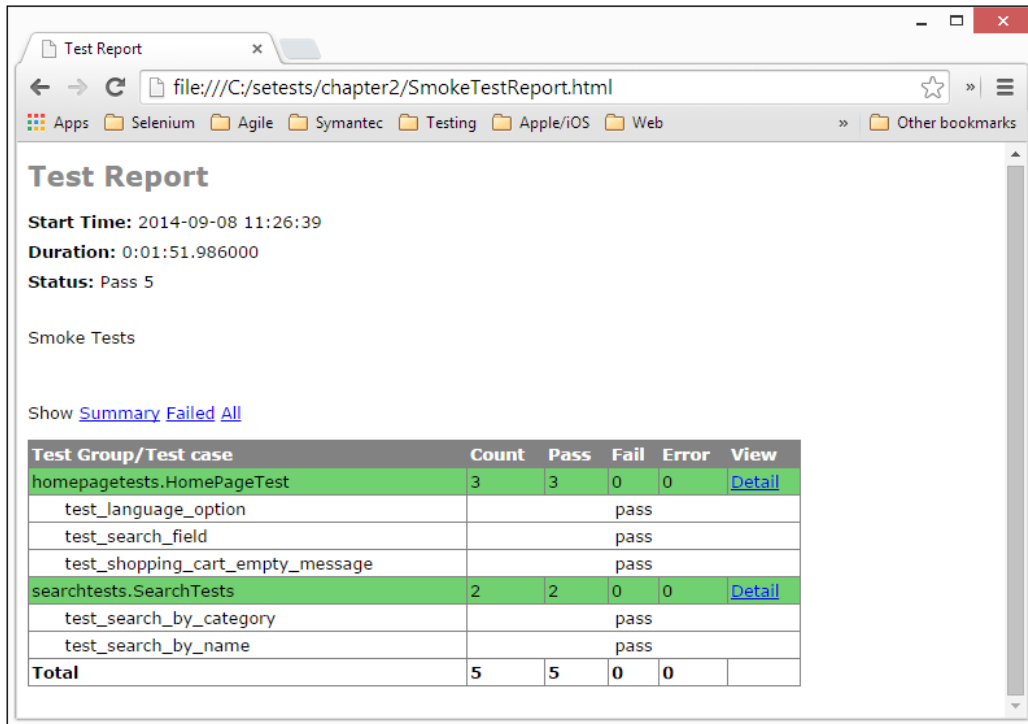 Test Report
file:///C:/setests/chapter2/SmokeTestReport.html
Apps Selenium Agile Symantec Testing Apple/iOS Web » Other bookmarks
Test Report
Start Time: 2014-09-08 11:26:39
Duration: 0:01:51.986000
Status: Pass 5
Smoke Tests
Show Summary Failed All
Test Group/Test case Count Pass Fail Error View
homepagetests.HomePageTest 3 3 0 0 Detail
test_language_option pass
test_search_field pass
test_shopping_cart_empty_message pass
searchtests.SearchTests 2 2 0 0 Detail
test_search_by_category pass
test_search_by_name pass
Total 5 5 0 0